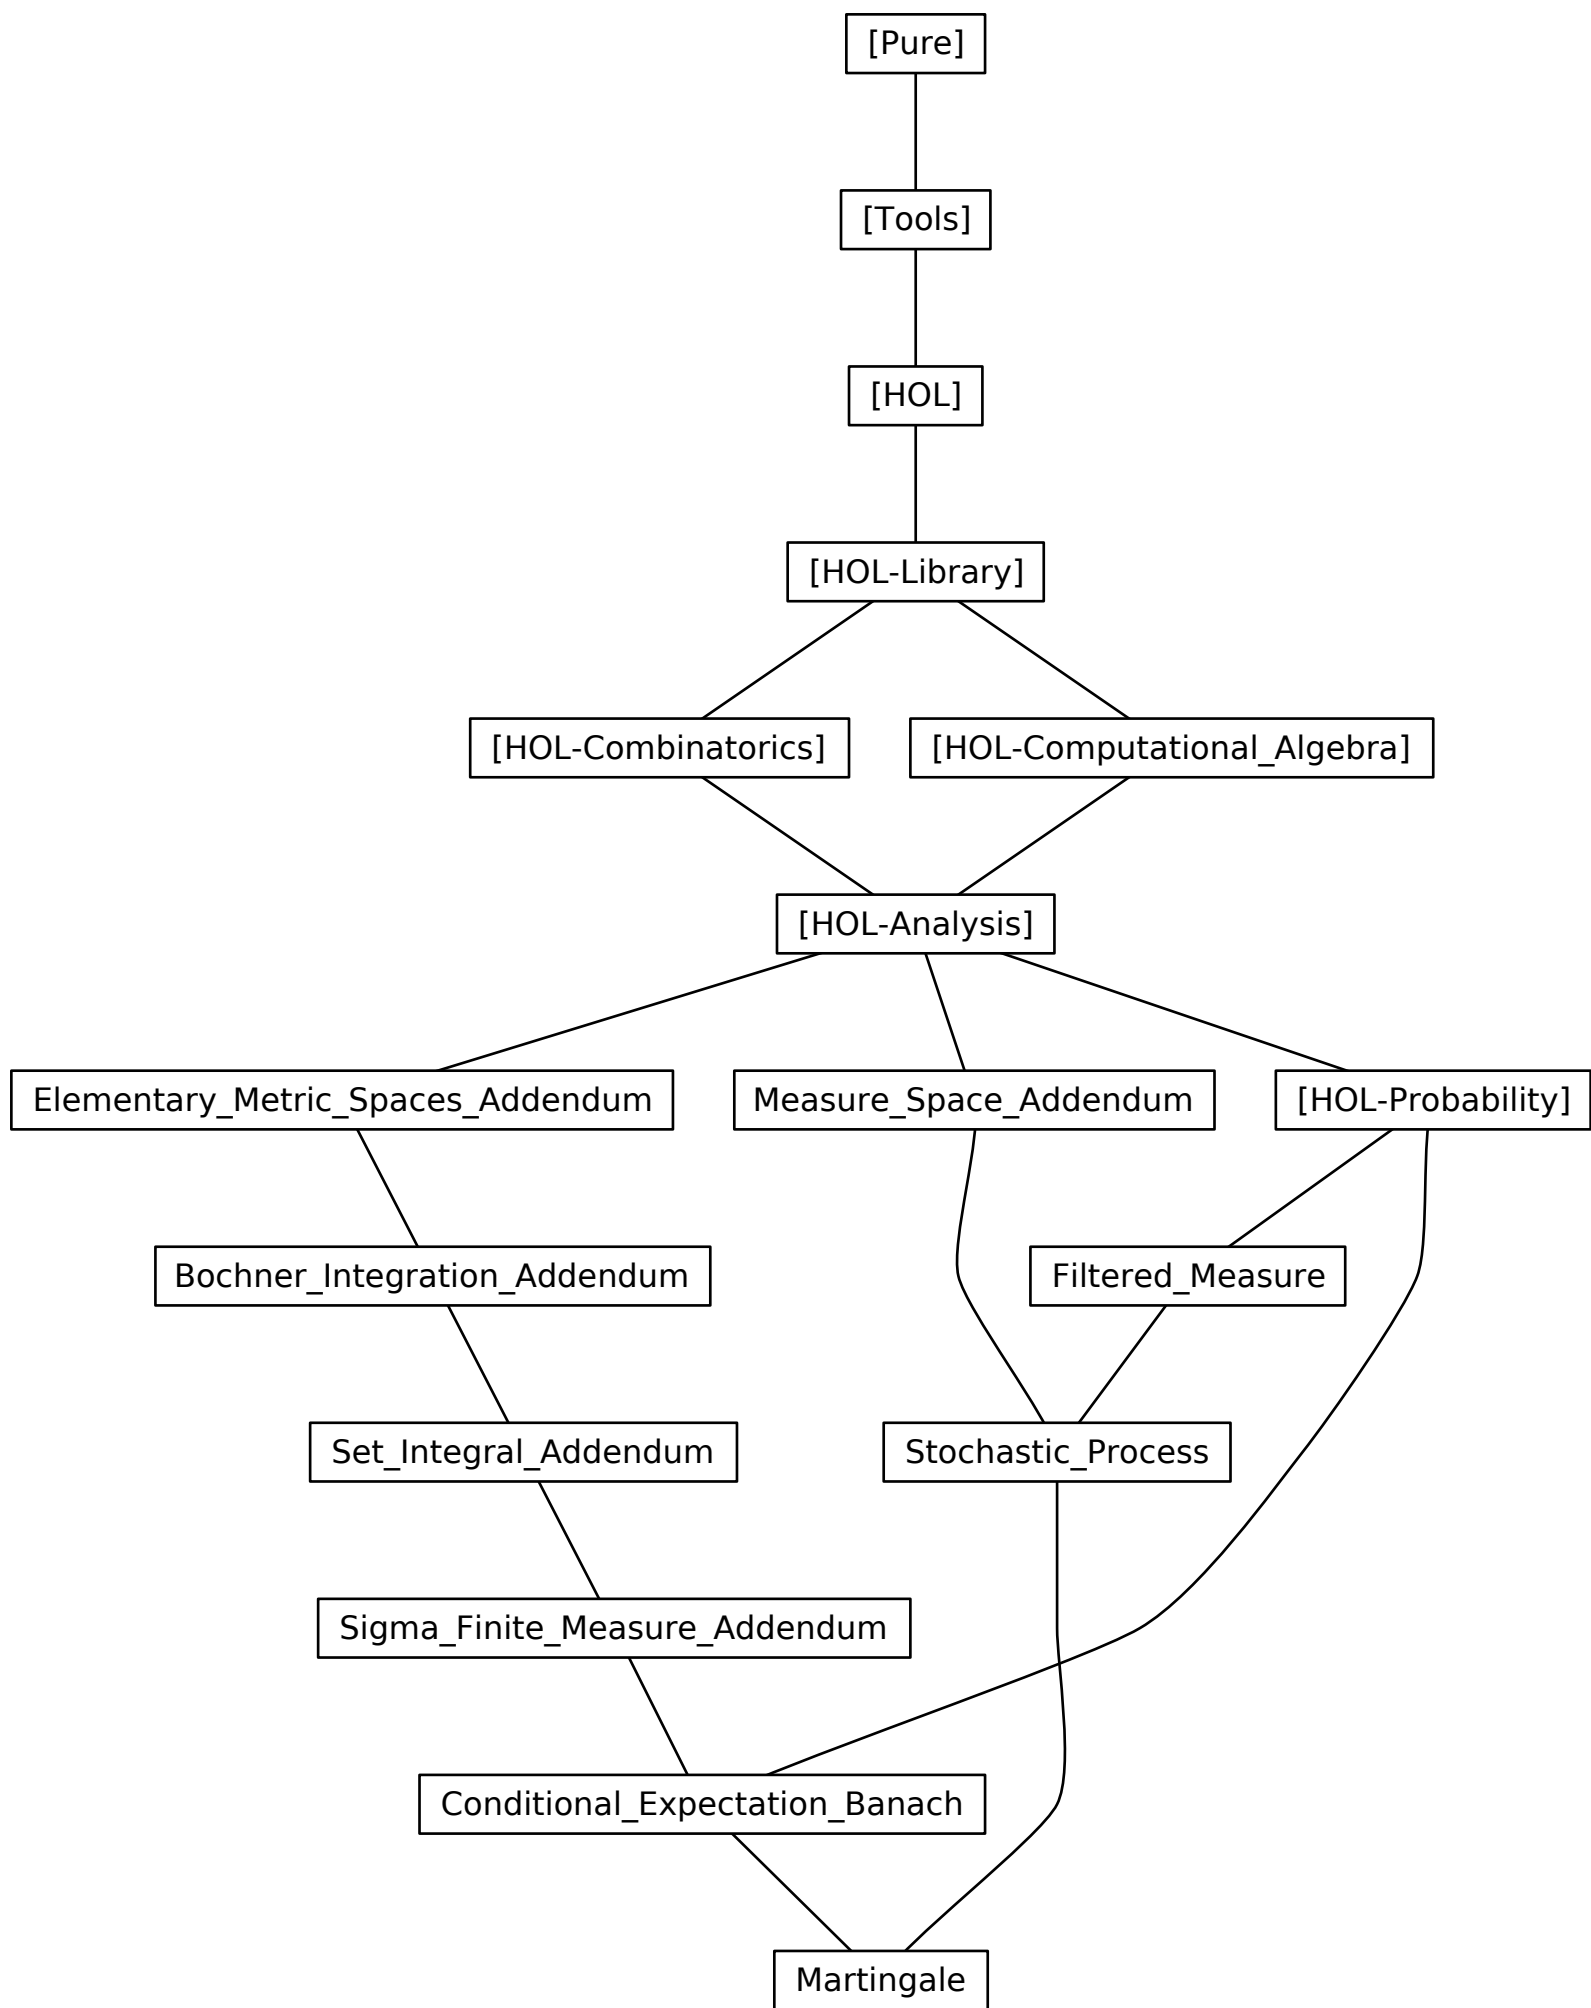 [Pure]
[Tools]
[HOL]
[HOL-Library]
[HOL-Combinatorics]
[HOL-Computational_Algebra]
[HOL-Analysis]
Elementary_Metric_Spaces_Addendum
Measure_Space_Addendum
[HOL-Probability]
Bochner_Integration_Addendum
Filtered_Measure
Set_Integral_Addendum
Stochastic_Process
Sigma_Finite_Measure_Addendum
Conditional_Expectation_Banach
Martingale